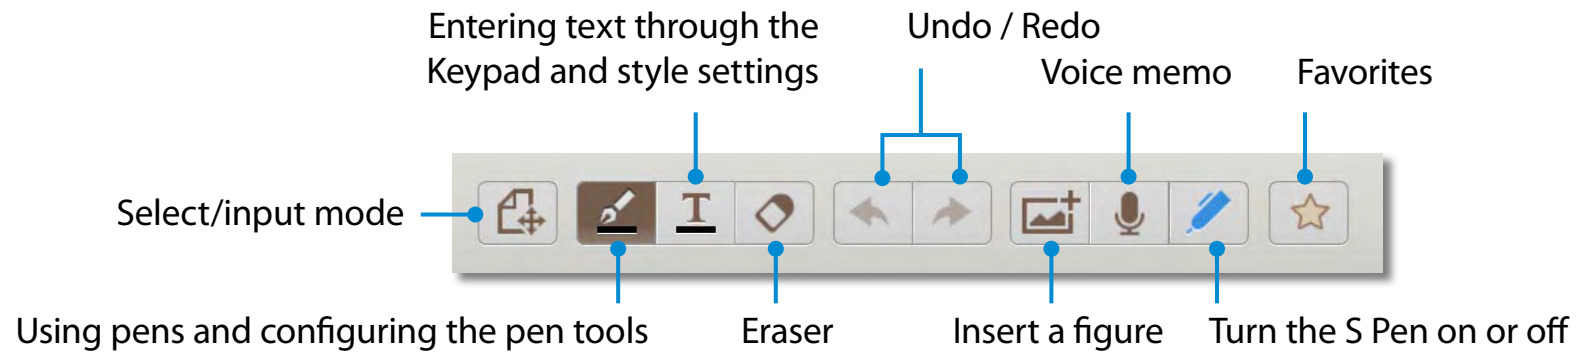 Entering text through the
Keypad and style settings
Undo / Redo
Voice memo
Favorites
Select/input mode
T
Using pens and configuring the pen tools
Eraser
Insert a figure
Turn the S Pen on or off